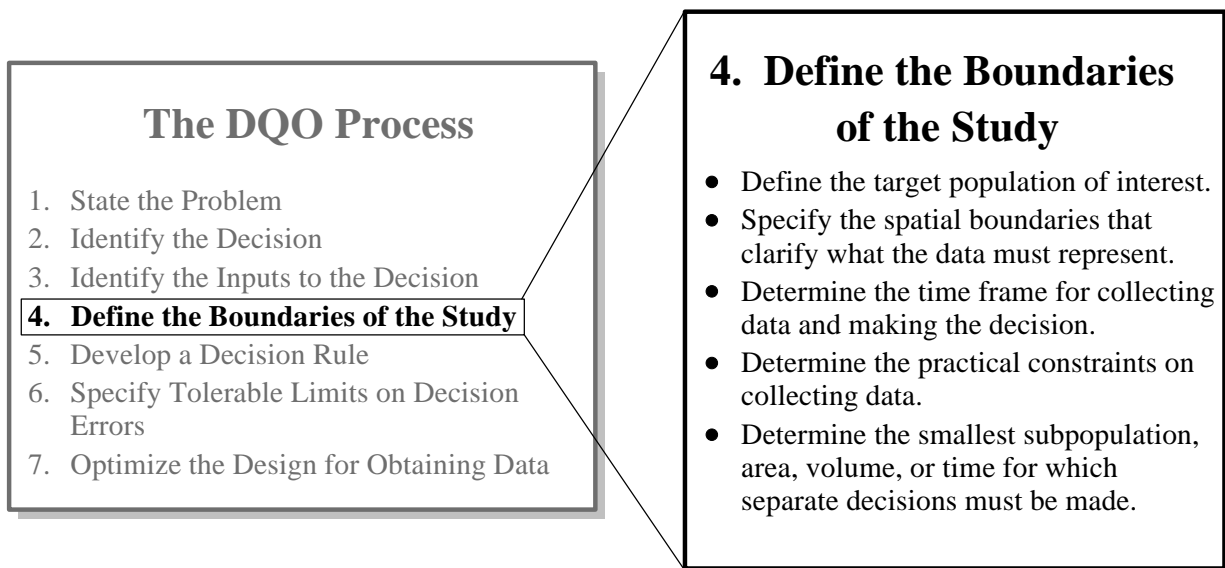 The DQO Process
1. State the Problem
2. Identify the Decision
3. Identify the Inputs to the Decision
4. Define the Boundaries of the Study
5. Develop a Decision Rule
6. Specify Tolerable Limits on Decision
Errors
7. Optimize the Design for Obtaining Data
4. Define the Boundaries
of the Study
● Define the target population of interest.
● Specify the spatial boundaries that
clarify what the data must represent.
● Determine the time frame for collecting
data and making the decision.
● Determine the practical constraints on
collecting data.
● Determine the smallest subpopulation,
area, volume, or time for which
separate decisions must be made.